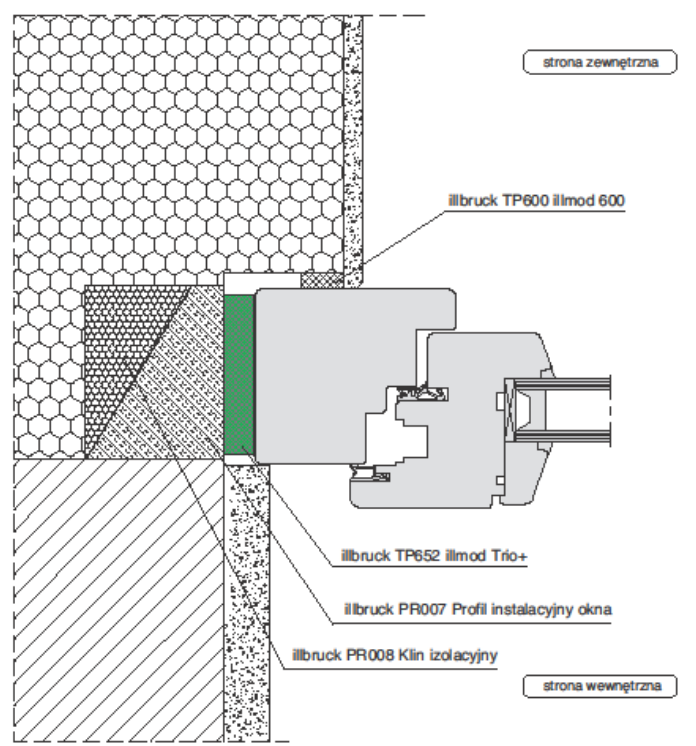 strona zewnętrzna
illbruck TP600 illmod 600
illbruck TP652 illmod Trio+
illbruck PR007 Profil instalacyjny okna
illbruck PR008 Klin izolacyjny
strona wewnętrzna